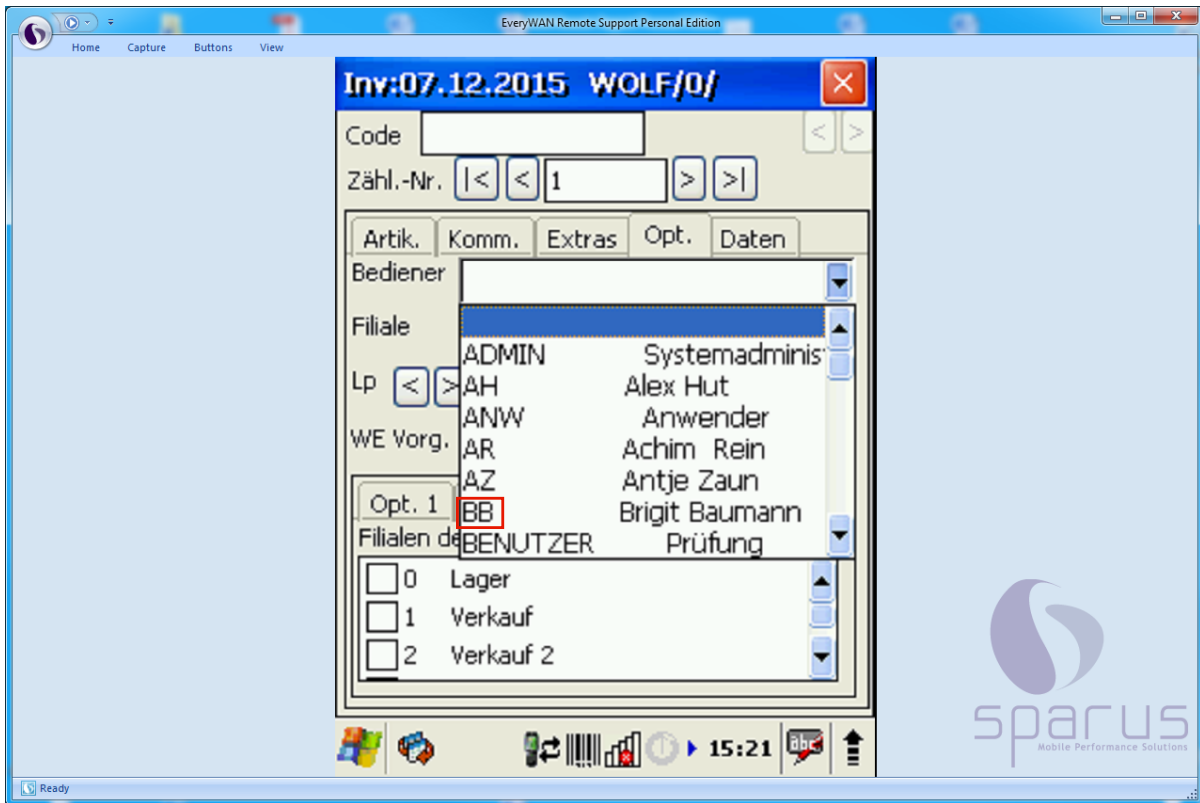 EveryWAN Remote Support Personal Edition
Home Capture Buttons View
Inv:07.12.2015 WOLF/0/
Code < >
Zähl.-Nr. |< < 1 > >|
Artik. Komm. Extras Opt. Daten
Bediener
Filiale
ADMIN Systemadminis
Lp < > AH Alex Hut
ANW Anwender
WE Vorg. AR Achim Rein
AZ Antje Zaun
Opt. 1 BB Brigit Baumann
Filialen BENUTZER Prüfung
0 Lager
1 Verkauf
2 Verkauf 2
15:21 abc
sparus
Mobile Performance Solutions
Ready